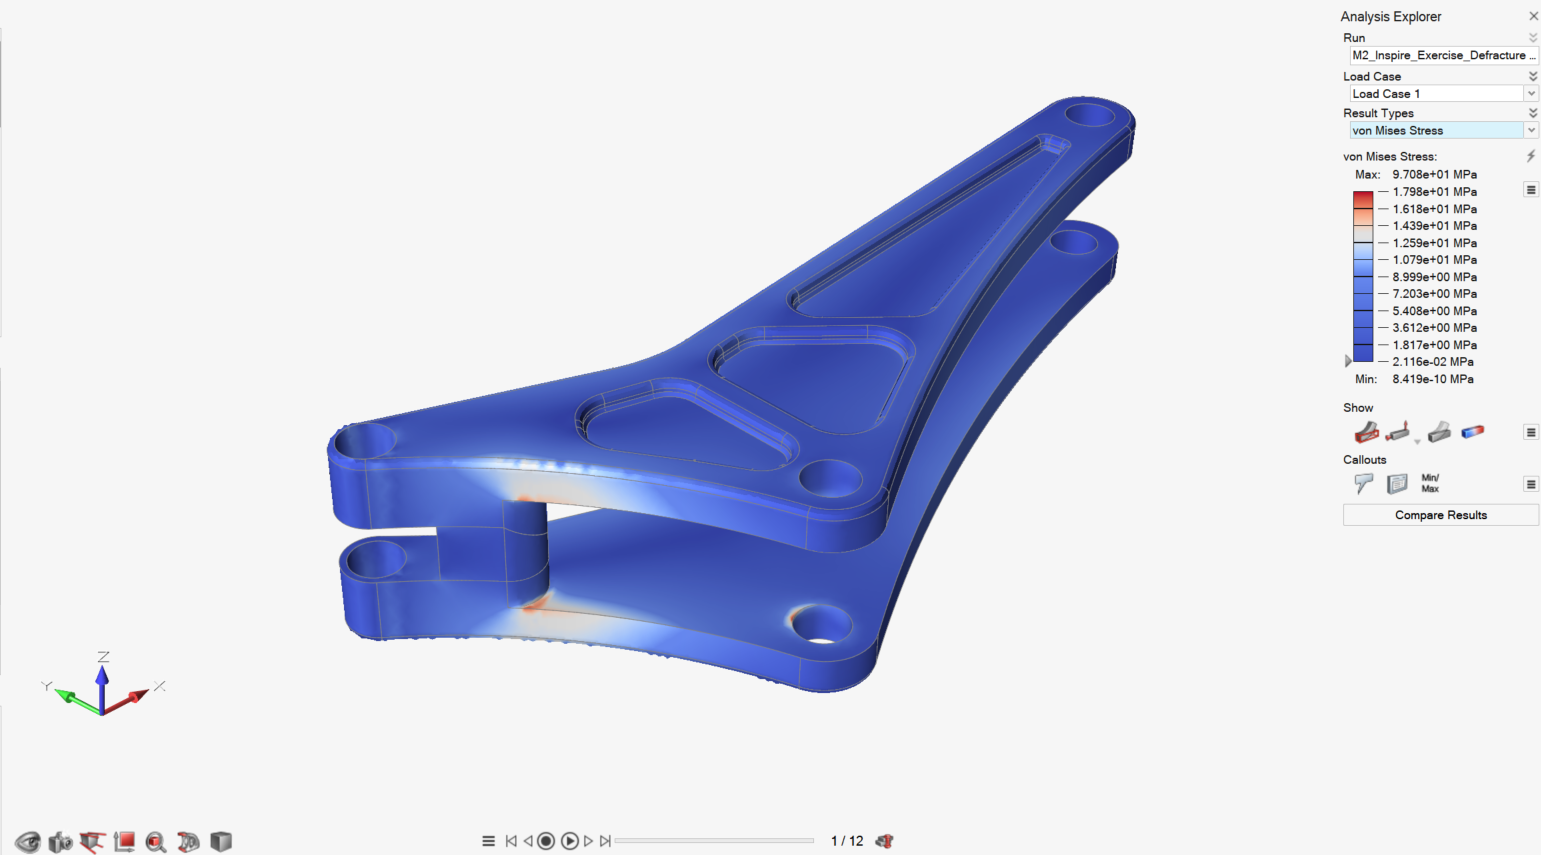 Analysis Explorer
Run
M2_Inspire_Exercise_Defracture ...
Load Case
Load Case 1
Result Types
von Mises Stress
von Mises Stress:
Max: 9.708e+01 MPa
1.798e+01 MPa
1.618e+01 MPa
1.439e+01 MPa
1.259e+01 MPa
1.079e+01 MPa
8.999e+00 MPa
7.203e+00 MPa
5.408e+00 MPa
3.612e+00 MPa
1.817e+00 MPa
2.116e-02 MPa
Min: 8.419e-10 MPa
Show
Callouts
Min/
Max
Compare Results
Z
Y
X
1 / 12